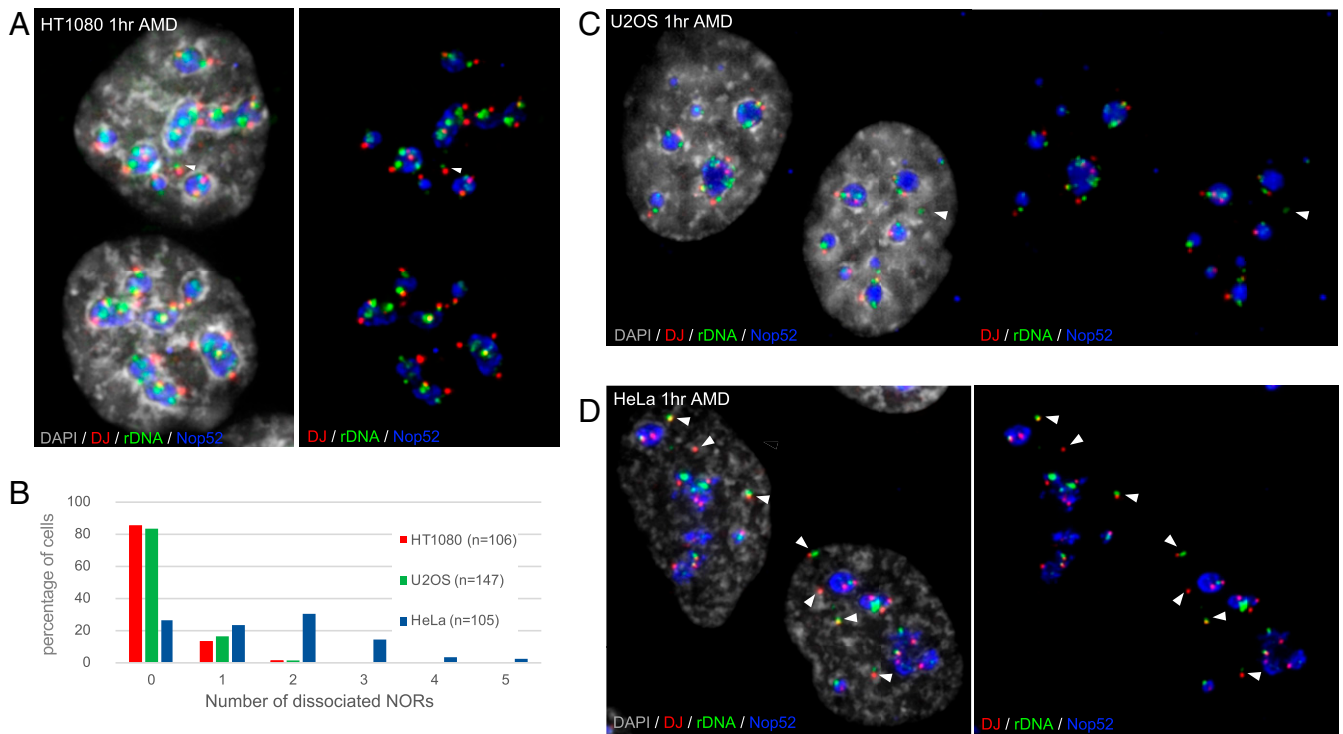 A
HT1080 1hr AMD
DAPI / DJ / rDNA / Nop52
DJ / rDNA / Nop52
B
percentage of cells
100
80
60
40
20
0
HT1080 (n=106)
U2OS (n=147)
HeLa (n=105)
0 1 2 3 4 5
Number of dissociated NORs
C
U2OS 1hr AMD
DAPI / DJ / rDNA / Nop52
DJ / rDNA / Nop52
D
HeLa 1hr AMD
DAPI / DJ / rDNA / Nop52
DJ / rDNA / Nop52